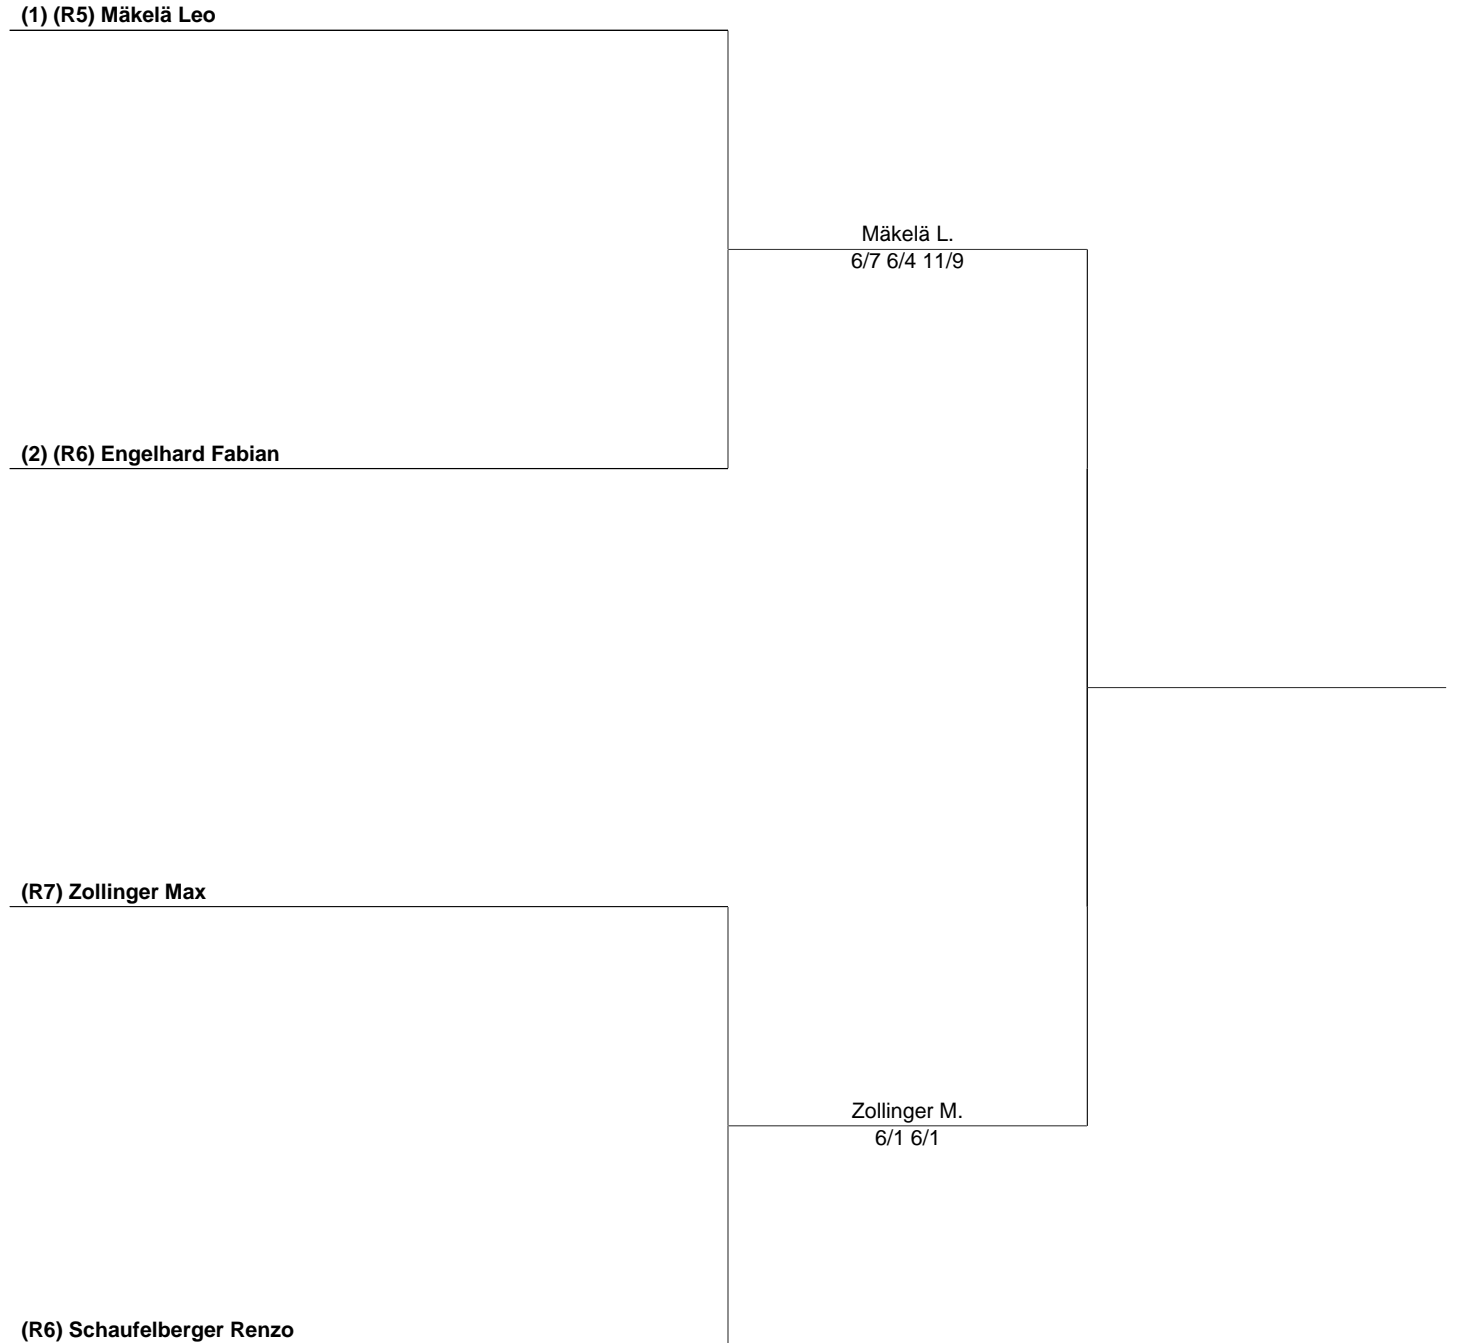 (1) (R5) Mäkelä Leo
Mäkelä L.
6/7 6/4 11/9
(2) (R6) Engelhard Fabian
(R7) Zollinger Max
Zollinger M.
6/1 6/1
(R6) Schaufelberger Renzo